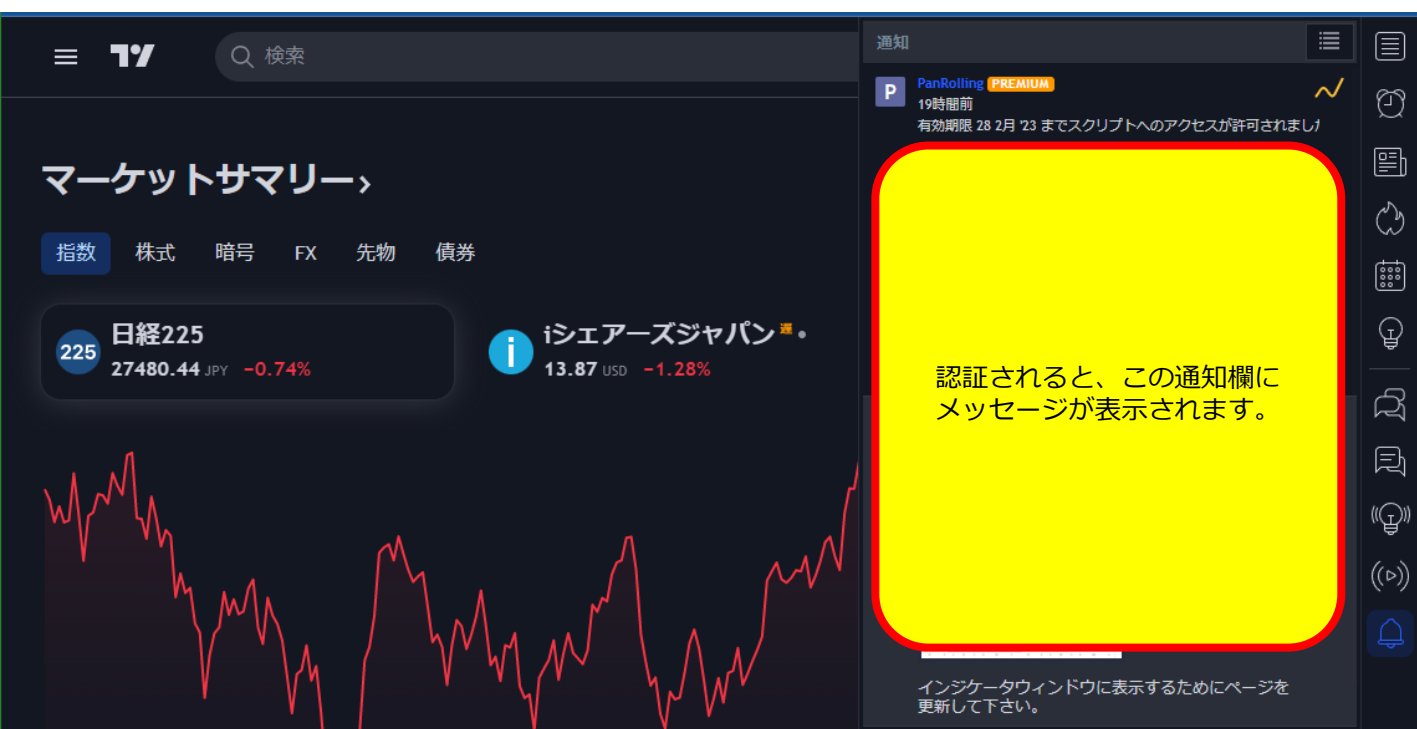 検索
マーケットサマリー
指数 株式 暗号 FX 先物 債券
225
日経225
27480.44 JPY −0.74%
iシェアーズジャパン 遅
13.87 USD −1.28%
通知
P
PanRolling PREMIUM
19時間前
有効期限 28 2月 '23 までスクリプトへのアクセスが許可されました
認証されると、この通知欄に
メッセージが表示されます。
インジケータウィンドウに表示するためにページを
更新して下さい。